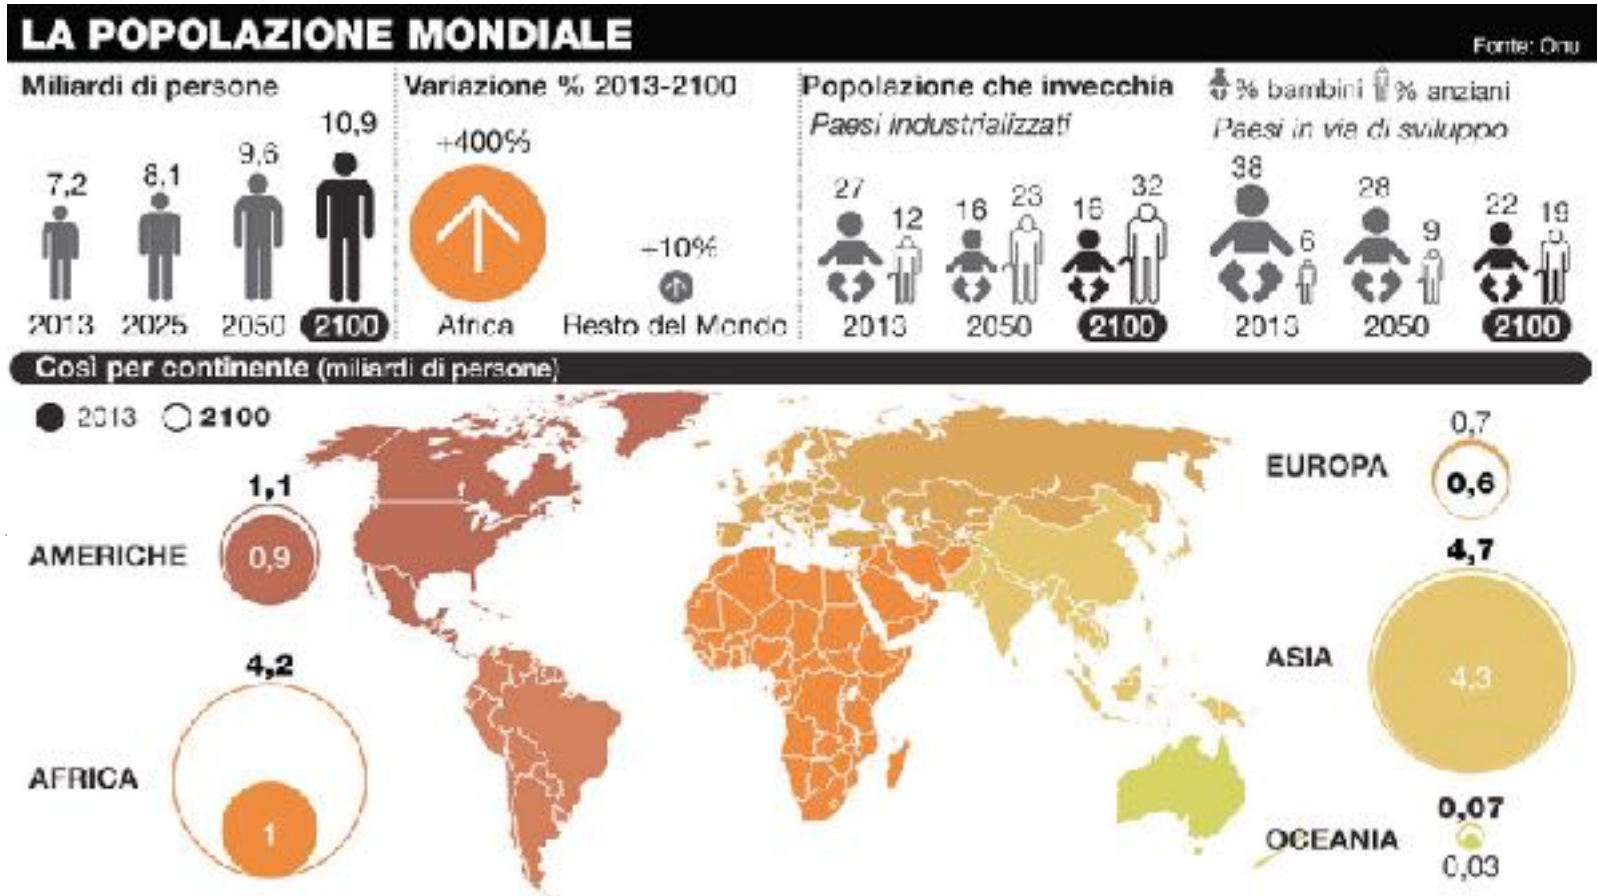 LA POPOLAZIONE MONDIALE
Fonte: Onu
Miliardi di persone
7,2
8,1
9,6
10,9
2013
2025
2050
2100
Variazione % 2013-2100
+400%
+10%
Africa
Resto del Mondo
Popolazione che invecchia
% bambini % anziani
Paesi industrializzati
27
12
16
23
16
32
2013
2050
2100
Paesi in via di sviluppo
38
6
28
9
22
19
2013
2050
2100
Così per continente (miliardi di persone)
2013 2100
AMERICHE
1,1
0,9
AFRICA
4,2
1
EUROPA
0,7
0,6
ASIA
4,7
4,3
OCEANIA
0,07
0,03